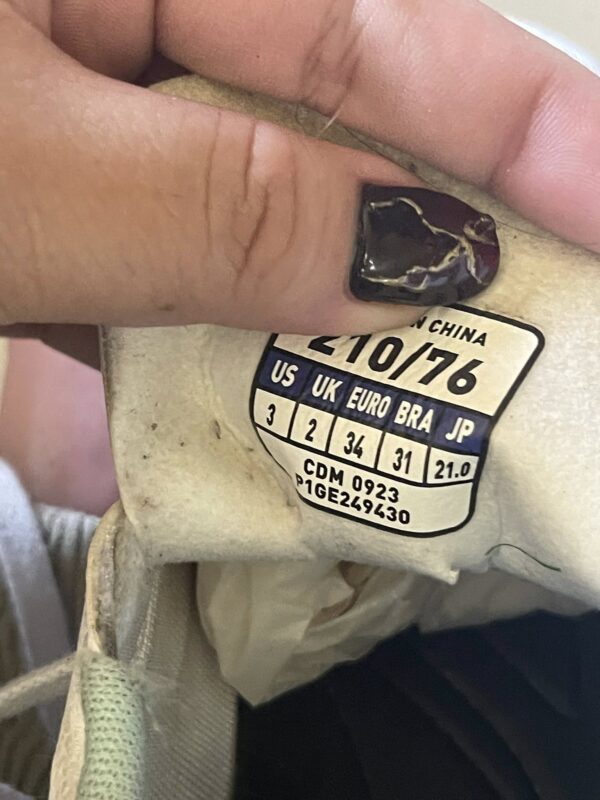 N CHINA
210/76
US UK EURO BRA JP
3 2 34 31 21.0
CDM 0923
P1GE249430